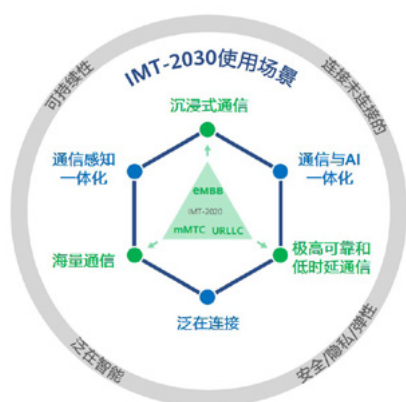 IMT-2030使用场景
可持续性
连接未连接的
沉浸式通信
通信感知
一体化
通信与AI
一体化
eMBB
IMT-2020
mMTC URLLC
海量通信
极高可靠和
低时延通信
泛在连接
泛在智能
安全/隐私/弹性